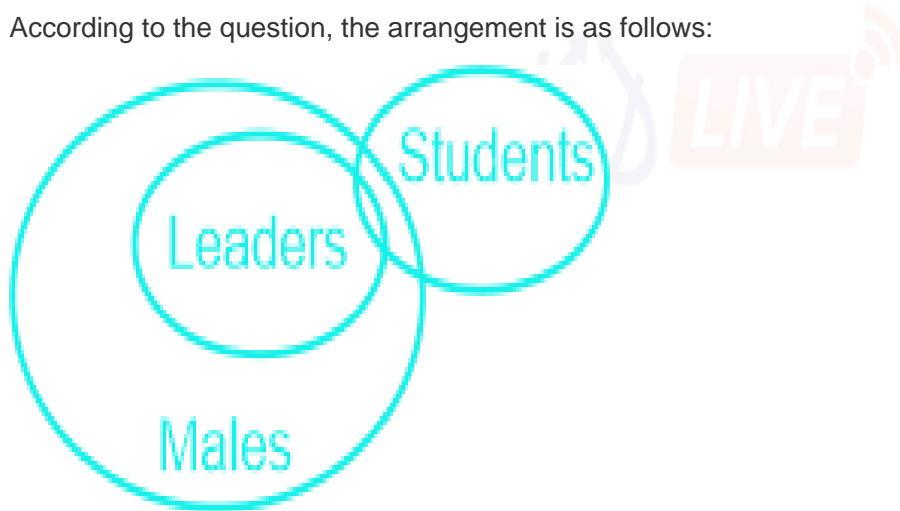 According to the question, the arrangement is as follows:
LIVE
Students
Leaders
Males